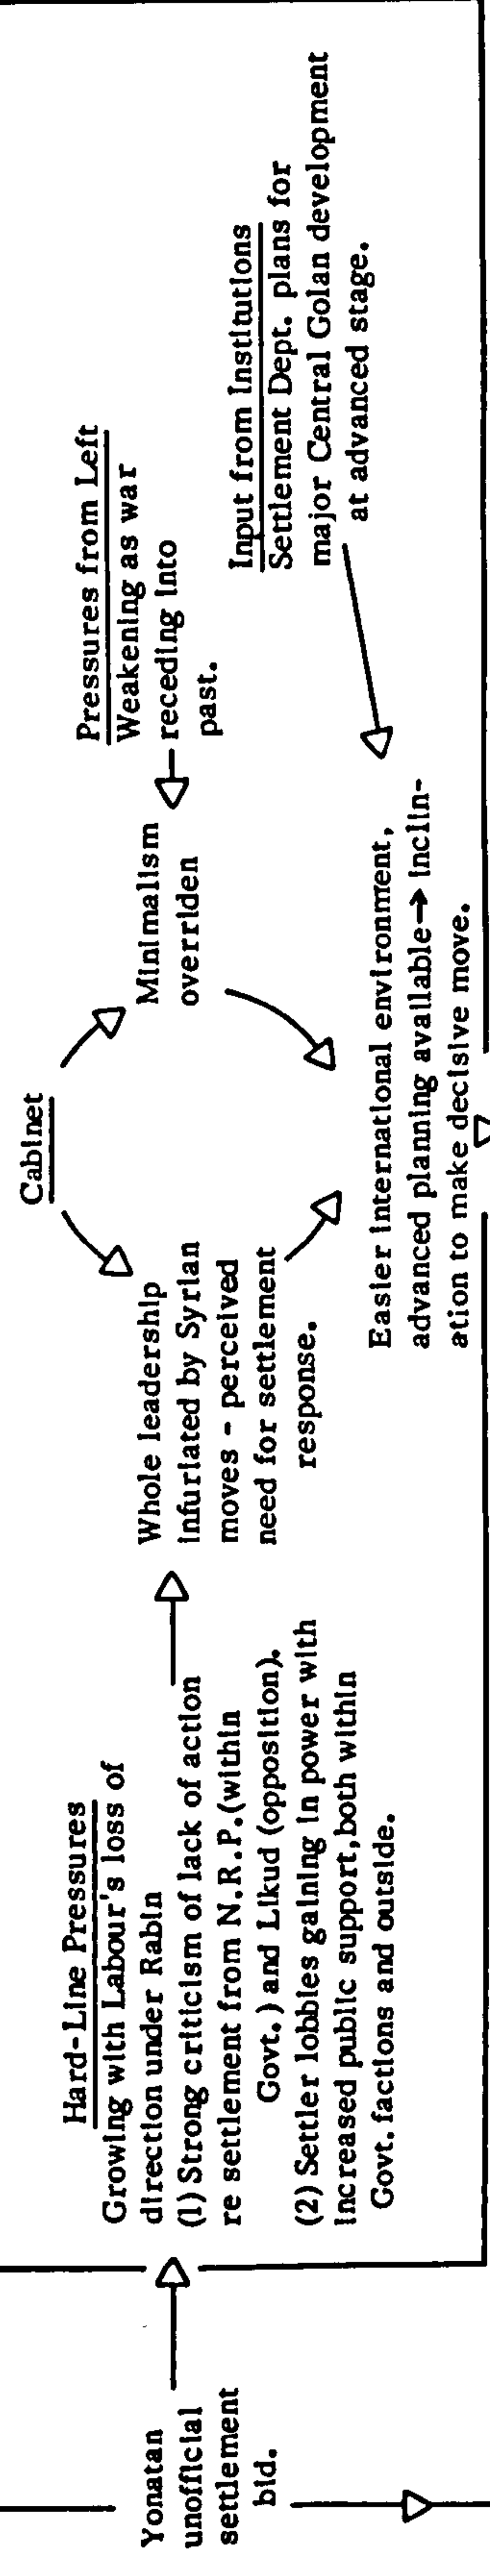 Cabinet
Hard-Line Pressures
Growing with Labour's loss of
direction under Rabin
(1) Strong criticism of lack of action
re settlement from N.R.P.(within
Govt.) and Likud (opposition).
(2) Settler lobbies gaining in power with
increased public support,both within
Govt. factions and outside.
Yonatan
unofficial
settlement
bid.
Whole leadership
infuriated by Syrian
moves - perceived
need for settlement
response.
Minimalism
overriden
Pressures from Left
Weakening as war
receding into
past.
Input from Institutions
Settlement Dept. plans for
major Central Golan development
at advanced stage.
Easier international environment,
advanced planning available→ inclin-
ation to make decisive move.